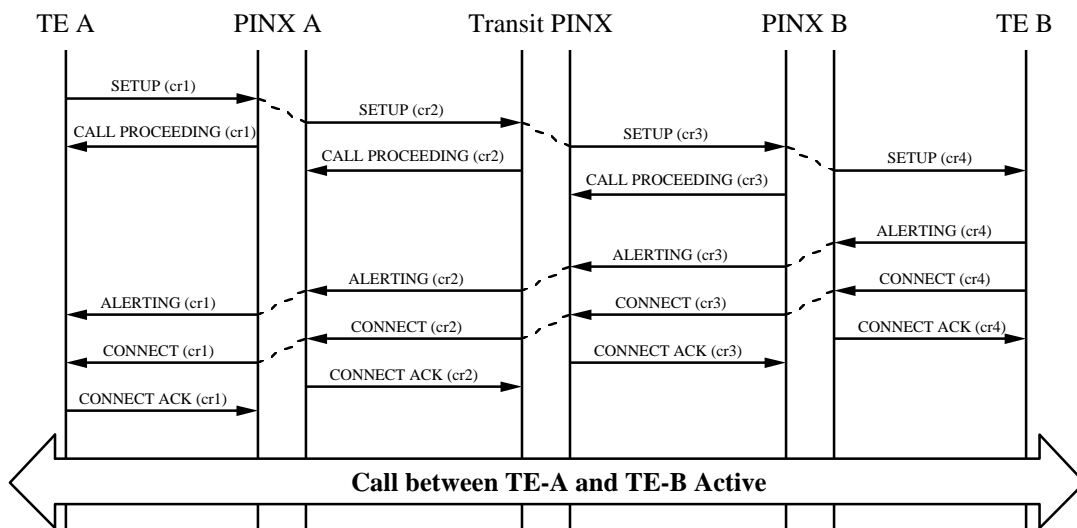 TE A PINX A Transit PINX PINX B TE B
SETUP (cr1)
SETUP (cr2)
CALL PROCEEDING (cr1)
SETUP (cr3)
CALL PROCEEDING (cr2)
SETUP (cr4)
CALL PROCEEDING (cr3)
ALERTING (cr4)
ALERTING (cr3)
ALERTING (cr2)
CONNECT (cr4)
ALERTING (cr1)
CONNECT (cr3)
CONNECT (cr2)
CONNECT ACK (cr4)
CONNECT (cr1)
CONNECT ACK (cr3)
CONNECT ACK (cr2)
CONNECT ACK (cr1)
Call between TE-A and TE-B Active